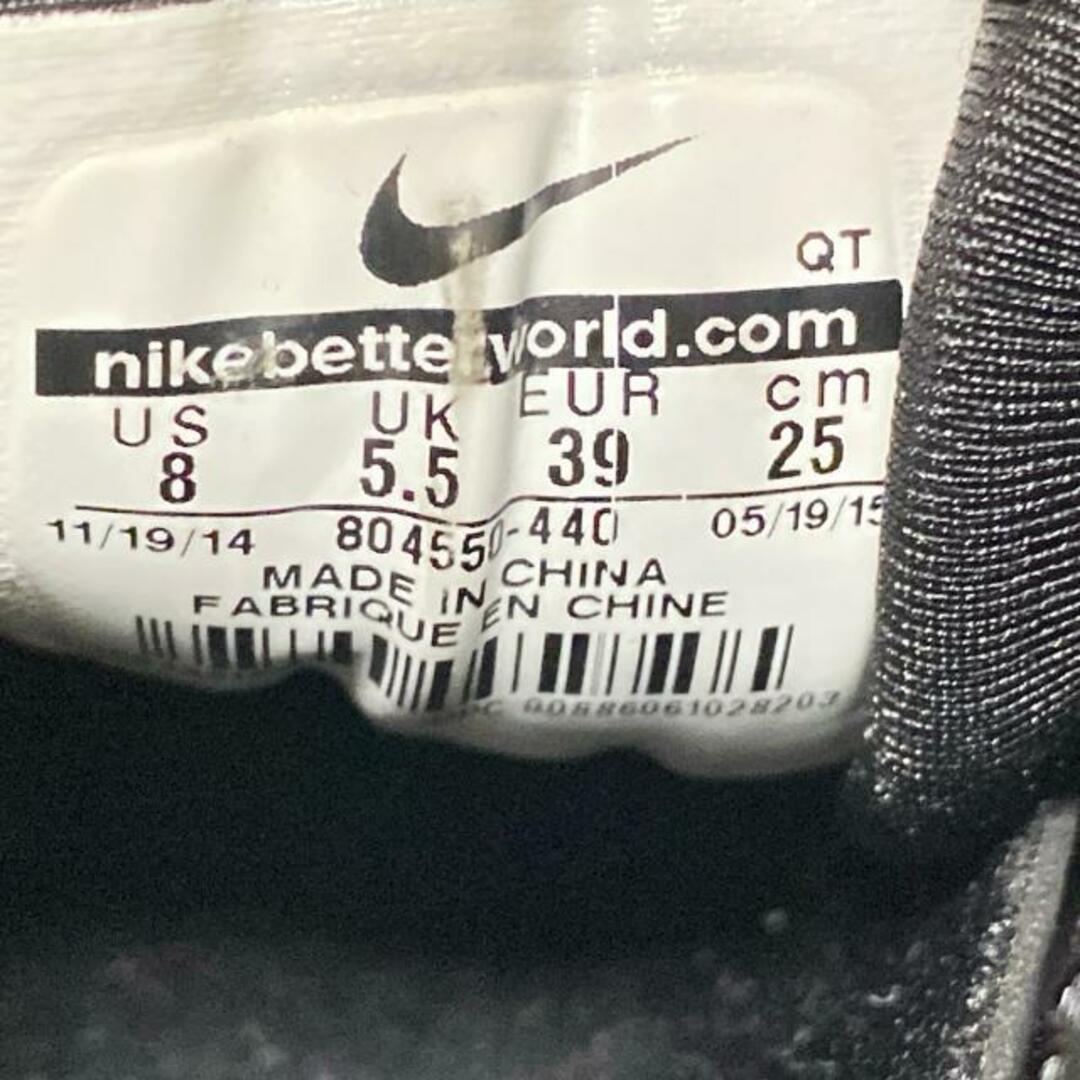 QT
nikebetterworld.com
US UK EUR cm
8 5.5 39 25
11/19/14 804550-440 05/19/15
MADE IN CHINA
FABRIQUE EN CHINE
00886061028203